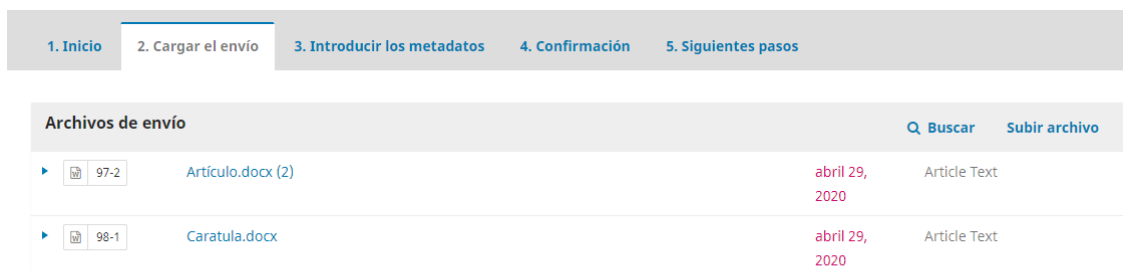 1. Inicio 2. Cargar el envío 3. Introducir los metadatos 4. Confirmación 5. Siguientes pasos
Archivos de envío Buscar Subir archivo
97-2 Artículo.docx (2) abril 29, Article Text
2020
98-1 Caratula.docx abril 29, Article Text
2020